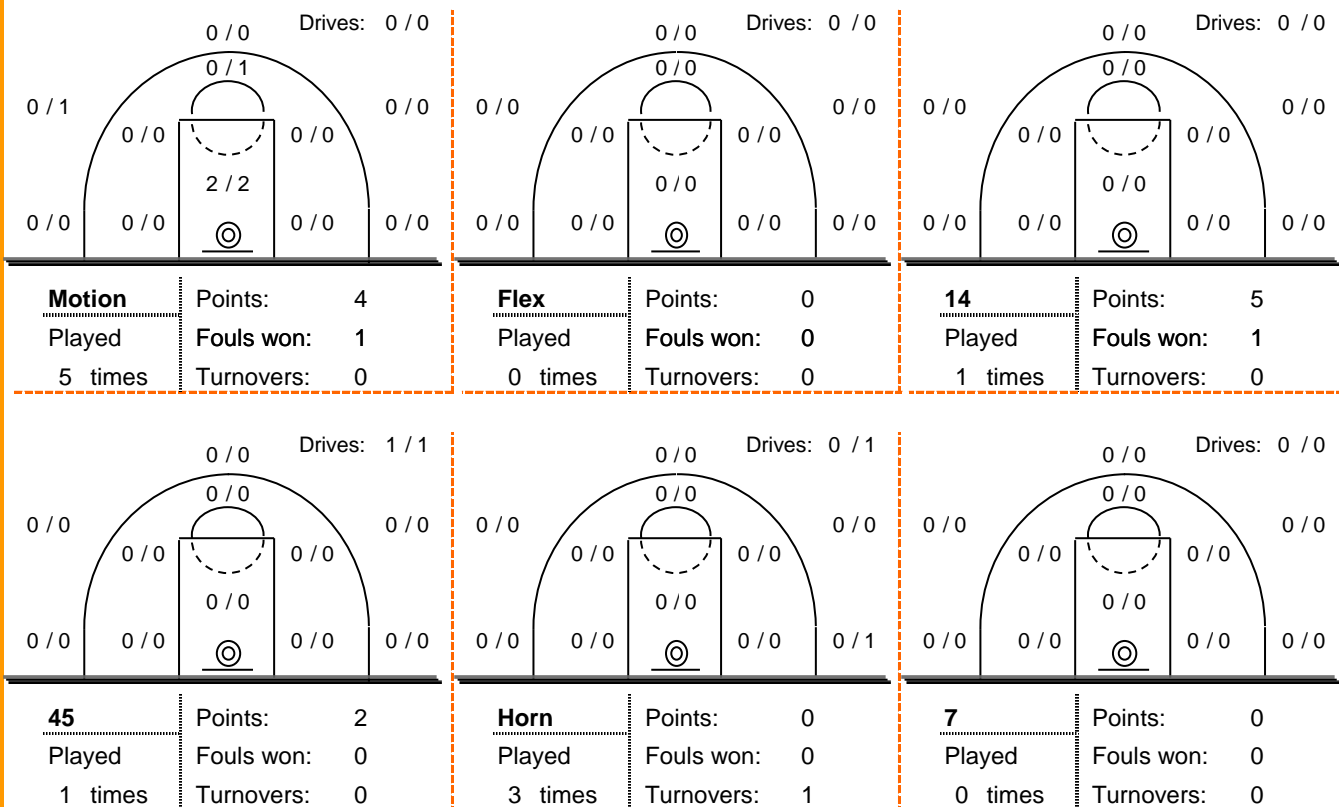 Drives: 0 / 0
0 / 0
0 / 1
0 / 1
0 / 0
0 / 0
0 / 0
2 / 2
0 / 0
0 / 0
0 / 0
0 / 0
Motion
Points: 4
Played
Fouls won: 1
5 times
Turnovers: 0
Drives: 0 / 0
0 / 0
0 / 0
0 / 0
0 / 0
0 / 0
0 / 0
0 / 0
0 / 0
0 / 0
0 / 0
0 / 0
Flex
Points: 0
Played
Fouls won: 0
0 times
Turnovers: 0
Drives: 0 / 0
0 / 0
0 / 0
0 / 0
0 / 0
0 / 0
0 / 0
0 / 0
0 / 0
0 / 0
0 / 0
0 / 0
14
Points: 5
Played
Fouls won: 1
1 times
Turnovers: 0
Drives: 1 / 1
0 / 0
0 / 0
0 / 0
0 / 0
0 / 0
0 / 0
0 / 0
0 / 0
0 / 0
0 / 0
0 / 0
45
Points: 2
Played
Fouls won: 0
1 times
Turnovers: 0
Drives: 0 / 1
0 / 0
0 / 0
0 / 0
0 / 0
0 / 0
0 / 0
0 / 0
0 / 0
0 / 0
0 / 0
0 / 1
Horn
Points: 0
Played
Fouls won: 0
3 times
Turnovers: 1
Drives: 0 / 0
0 / 0
0 / 0
0 / 0
0 / 0
0 / 0
0 / 0
0 / 0
0 / 0
0 / 0
0 / 0
0 / 0
7
Points: 0
Played
Fouls won: 0
0 times
Turnovers: 0